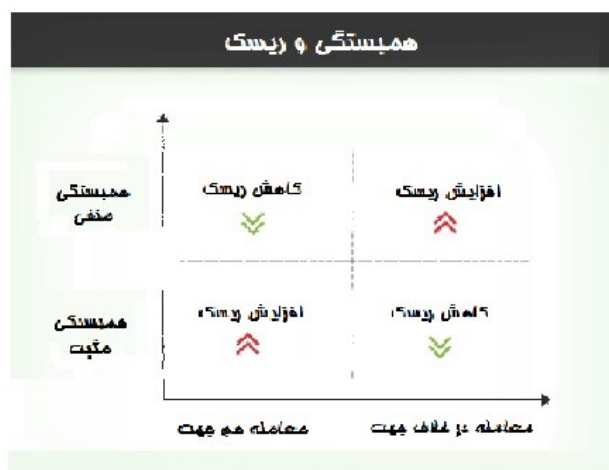 همبستگی و ریسک
همبستگی
منفی
کاهش ریسک
افزایش ریسک
همبستگی
مثبت
افزایش ریسک
کاهش ریسک
معامله هم جهت
معامله در خلاف جهت